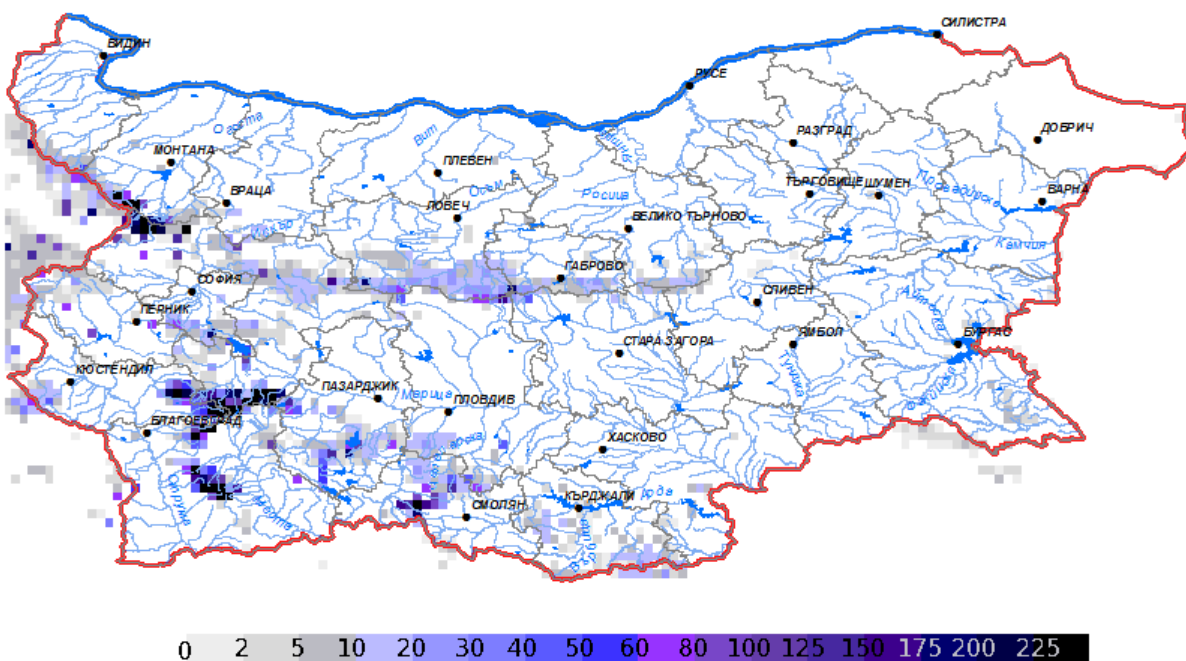 СИЛИСТРА
ВИДИН
РУСЕ
Огоста
Вит
РАЗГРАД
ДОБРИЧ
МОНТАНА
ПЛЕВЕН
ВРАЦА
Осъм
Росица
ТЪРГОВИЩЕ
ШУМЕН
ВАРНА
ЛОВЕЧ
ВЕЛИКО ТЪРНОВО
Камчия
СОФИЯ
ГАБРОВО
СЛИВЕН
ПЕРНИК
БУРГАС
СТАРА ЗАГОРА
ЯМБОЛ
Тунджа
КЮСТЕНДИЛ
ПАЗАРДЖИК
Марица
ПЛОВДИВ
БЛАГОЕВГРАД
ХАСКОВО
Струма
Места
СМОЛЯН
КЪРДЖАЛИ
0 2 5 10 20 30 40 50 60 80 100 125 150 175 200 225